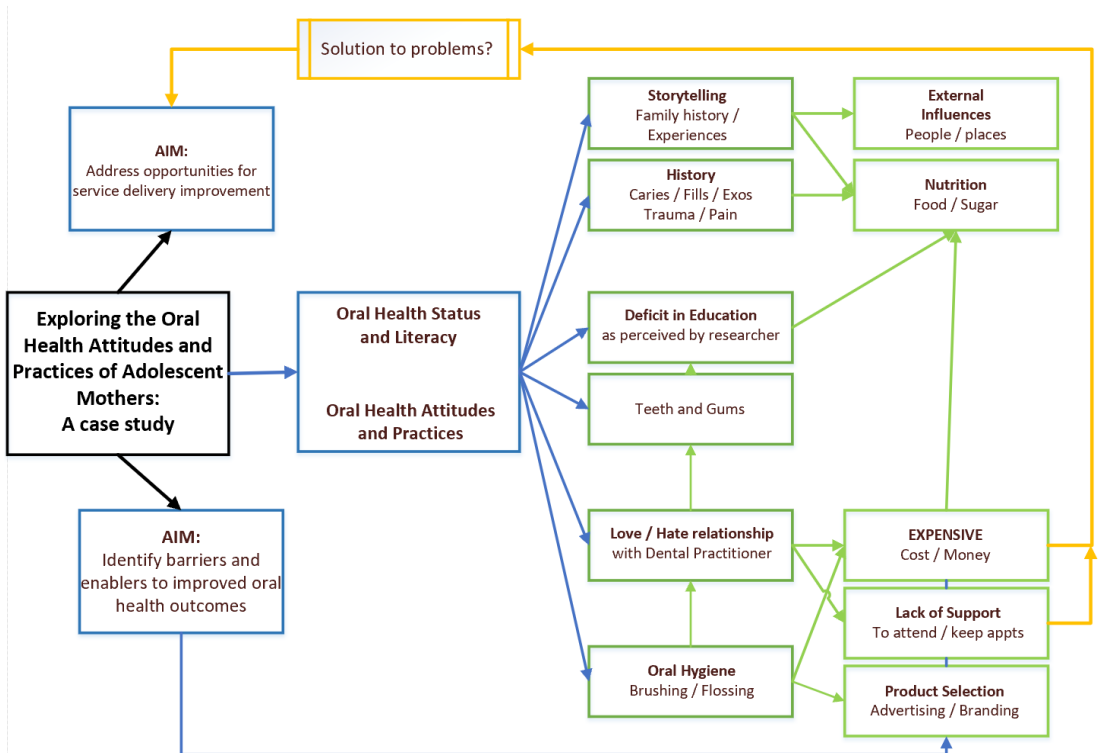 Solution to problems?
AIM:
Address opportunities for
service delivery improvement
Exploring the Oral
Health Attitudes and
Practices of Adolescent
Mothers:
A case study
AIM:
Identify barriers and
enablers to improved oral
health outcomes
Oral Health Status
and Literacy
Oral Health Attitudes
and Practices
Storytelling
Family history /
Experiences
History
Caries / Fills / Exos
Trauma / Pain
Deficit in Education
as perceived by researcher
Teeth and Gums
Love / Hate relationship
with Dental Practitioner
Oral Hygiene
Brushing / Flossing
External
Influences
People / places
Nutrition
Food / Sugar
EXPENSIVE
Cost / Money
Lack of Support
To attend / keep appts
Product Selection
Advertising / Branding